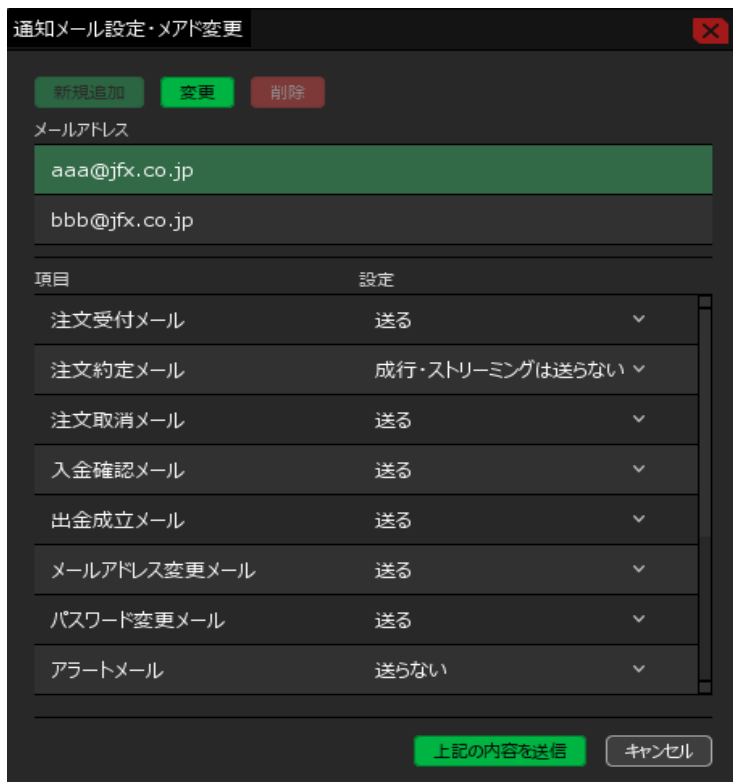 通知メール設定・メアド変更
新規追加 変更 削除
メールアドレス
aaa@jfx.co.jp
bbb@jfx.co.jp
項目 設定
注文受付メール 送る
注文約定メール 成行・ストリーミングは送らない
注文取消メール 送る
入金確認メール 送る
出金成立メール 送る
メールアドレス変更メール 送る
パスワード変更メール 送る
アラートメール 送らない
上記の内容を送信 キャンセル